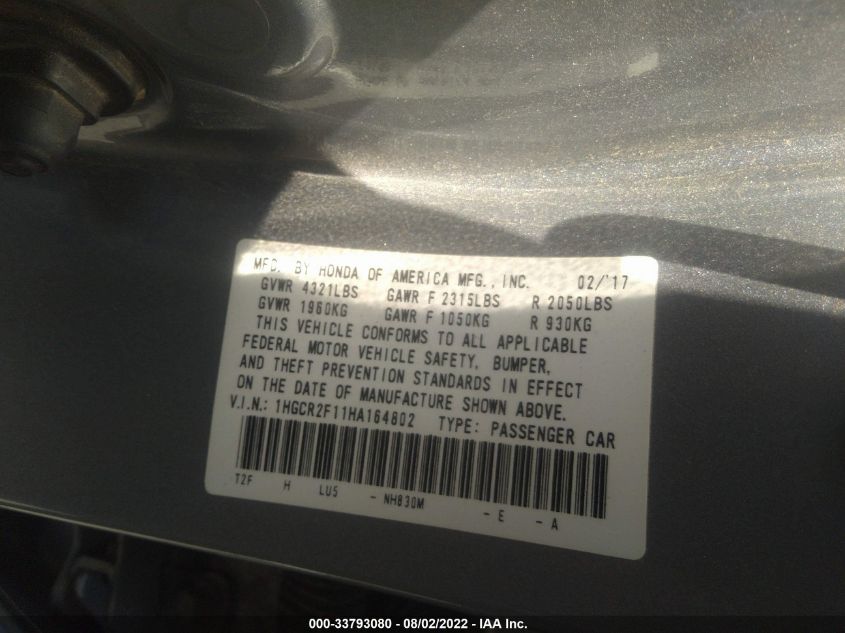 MFD. BY HONDA OF AMERICA MFG., INC. 02/'17
GVWR 4321LBS GAWR F 2315LBS R 2050LBS
GVWR 1960KG GAWR F 1050KG R 930KG
THIS VEHICLE CONFORMS TO ALL APPLICABLE
FEDERAL MOTOR VEHICLE SAFETY, BUMPER,
AND THEFT PREVENTION STANDARDS IN EFFECT
ON THE DATE OF MANUFACTURE SHOWN ABOVE.
V.I.N.: 1HGCR2F11HA164802 TYPE: PASSENGER CAR
T2F H LU5 - NH830M - E - A
000-33793080 - 08/02/2022 - IAA Inc.